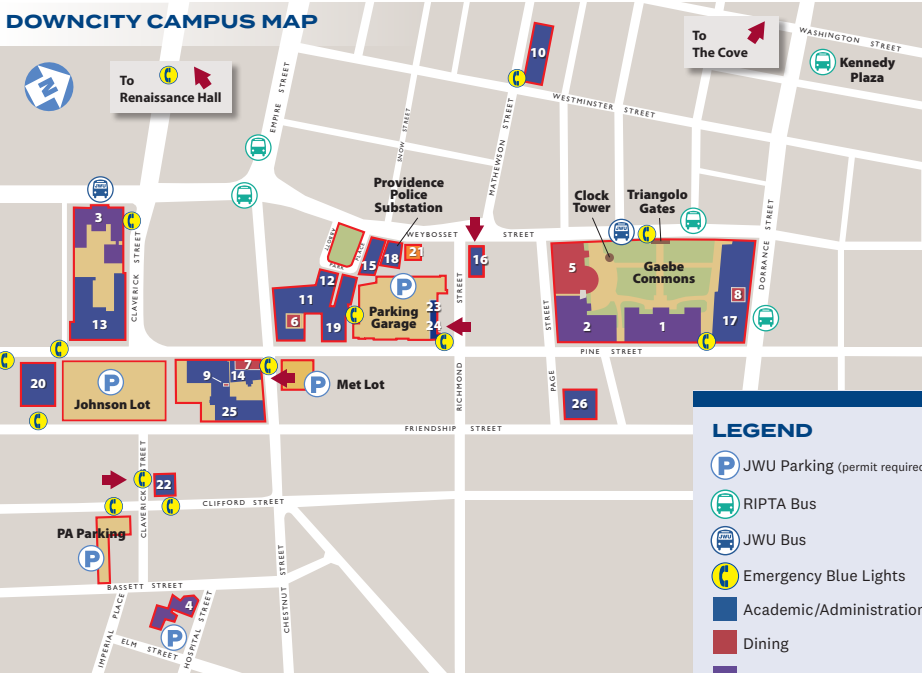 DOWNCITY CAMPUS MAP
N
To
Renaissance Hall
To
The Cove
WASHINGTON STREET
Kennedy
Plaza
EMPIRE STREET
SNOW STREET
MATHEWSON STREET
10
WESTMINSTER STREET
JWU
3
CLAVERICK STREET
13
Providence
Police
Substation
WEYBOSSET STREET
Clock
Tower
Triangolo
Gates
JWU
DORRANCE STREET
PLACE
PARK
15
18
21
16
12
11
6
19
P
Parking
Garage
23
24
5
Gaebe
Commons
8
2
1
17
STREET
PAGE
PINE STREET
RICHMOND STREET
20
P
Johnson Lot
7
9
14
25
P
Met Lot
26
FRIENDSHIP STREET
CLAVERICK STREET
22
CLIFFORD STREET
PA Parking
P
BASSETT STREET
CHESTNUT STREET
IMPERIAL PLACE
4
P
ELM STREET
HOSPITAL STREET
LEGEND
P JWU Parking (permit required
RIPTA Bus
JWU JWU Bus
Emergency Blue Lights
Academic/Administration
Dining